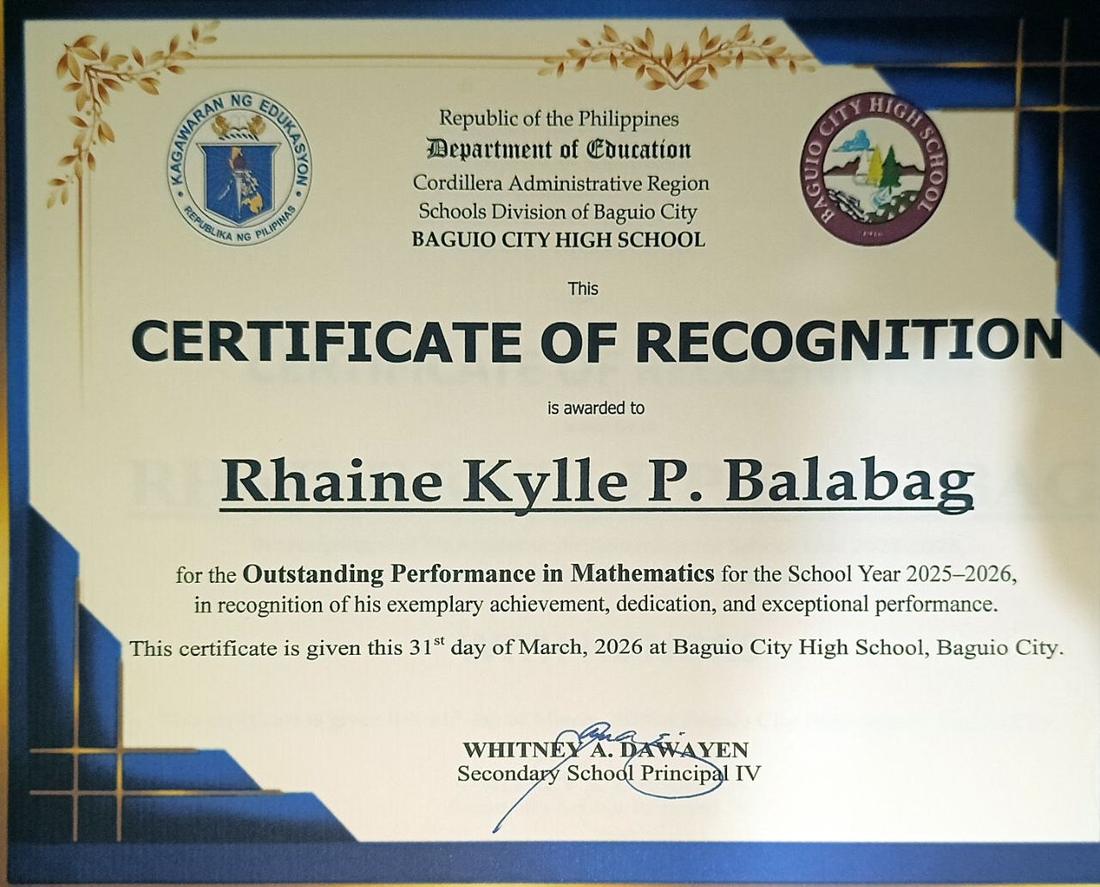 KAGAWARAN NG EDUKASYON
REPUBLIKA NG PILIPINAS
Republic of the Philippines
Department of Education
Cordillera Administrative Region
Schools Division of Baguio City
BAGUIO CITY HIGH SCHOOL
BAGUIO CITY HIGH SCHOOL
This
CERTIFICATE OF RECOGNITION
is awarded to
Rhaine Kylle P. Balabag
for the Outstanding Performance in Mathematics for the School Year 2025–2026,
in recognition of his exemplary achievement, dedication, and exceptional performance.
This certificate is given this 31st day of March, 2026 at Baguio City High School, Baguio City.
WHITNEY A. DAWAYEN
Secondary School Principal IV